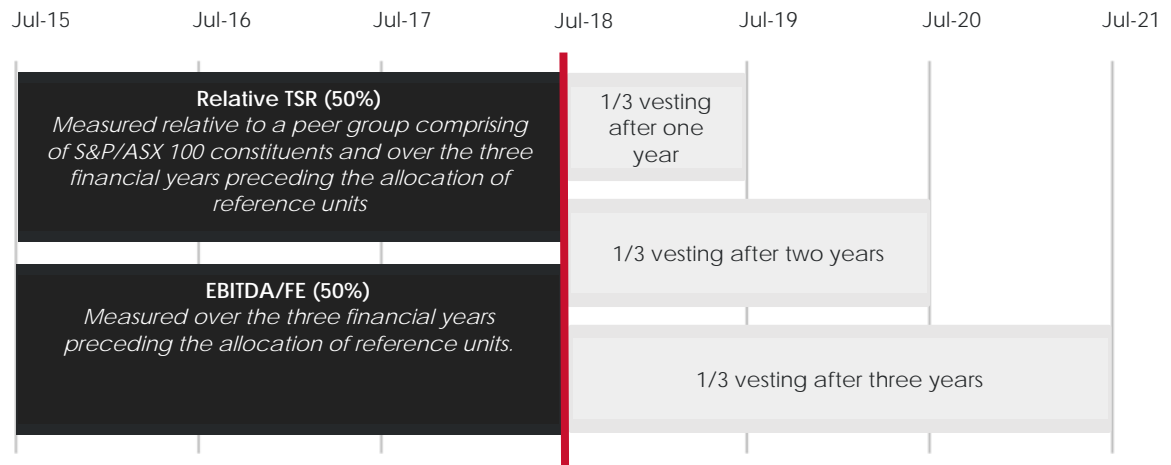 Jul-15 Jul-16 Jul-17 Jul-18 Jul-19 Jul-20 Jul-21
Relative TSR (50%)
Measured relative to a peer group comprising
of S&P/ASX 100 constituents and over the three
financial years preceding the allocation of
reference units
1/3 vesting
after one
year
1/3 vesting after two years
EBITDA/FE (50%)
Measured over the three financial years
preceding the allocation of reference units.
1/3 vesting after three years